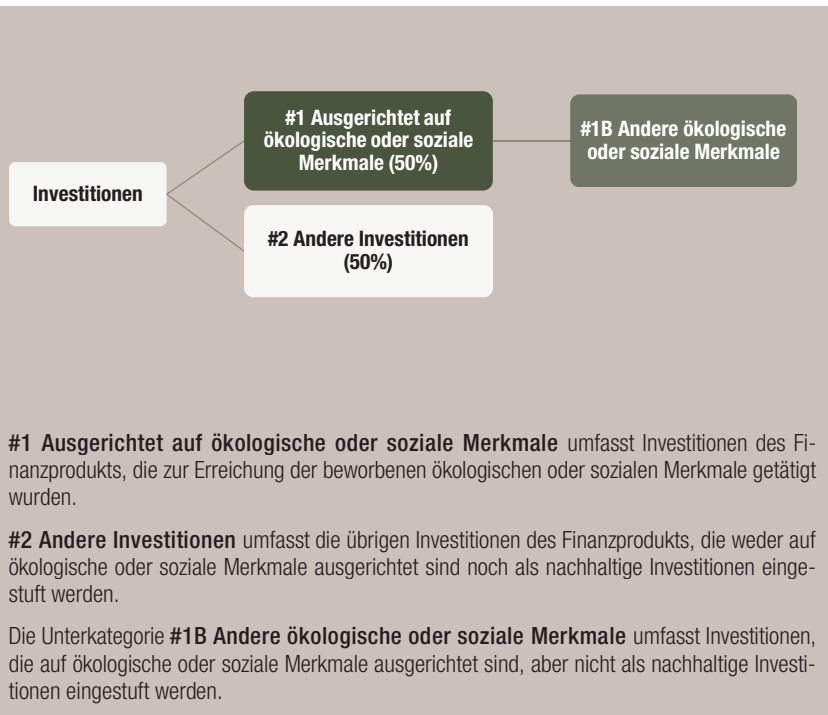 #1 Ausgerichtet auf
ökologische oder soziale
Merkmale (50%)
#1B Andere ökologische
oder soziale Merkmale
Investitionen
#2 Andere Investitionen
(50%)
#1 Ausgerichtet auf ökologische oder soziale Merkmale umfasst Investitionen des Fi-
nanzprodukts, die zur Erreichung der beworbenen ökologischen oder sozialen Merkmale getätigt
wurden.
#2 Andere Investitionen umfasst die übrigen Investitionen des Finanzprodukts, die weder auf
ökologische oder soziale Merkmale ausgerichtet sind noch als nachhaltige Investitionen einge-
stuft werden.
Die Unterkategorie #1B Andere ökologische oder soziale Merkmale umfasst Investitionen,
die auf ökologische oder soziale Merkmale ausgerichtet sind, aber nicht als nachhaltige Investi-
tionen eingestuft werden.